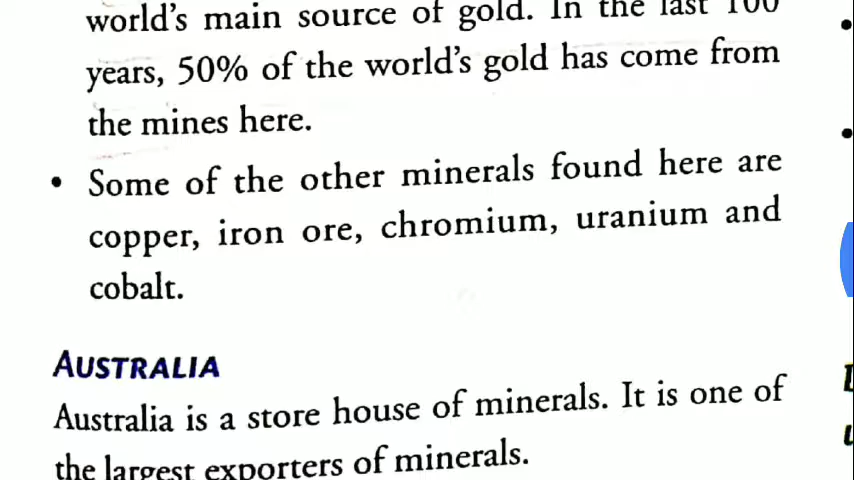 world's main source of gold. In the last 100
years, 50% of the world's gold has come from
the mines here.
• Some of the other minerals found here are
copper, iron ore, chromium, uranium and
cobalt.
AUSTRALIA
Australia is a store house of minerals. It is one of
the largest exporters of minerals.